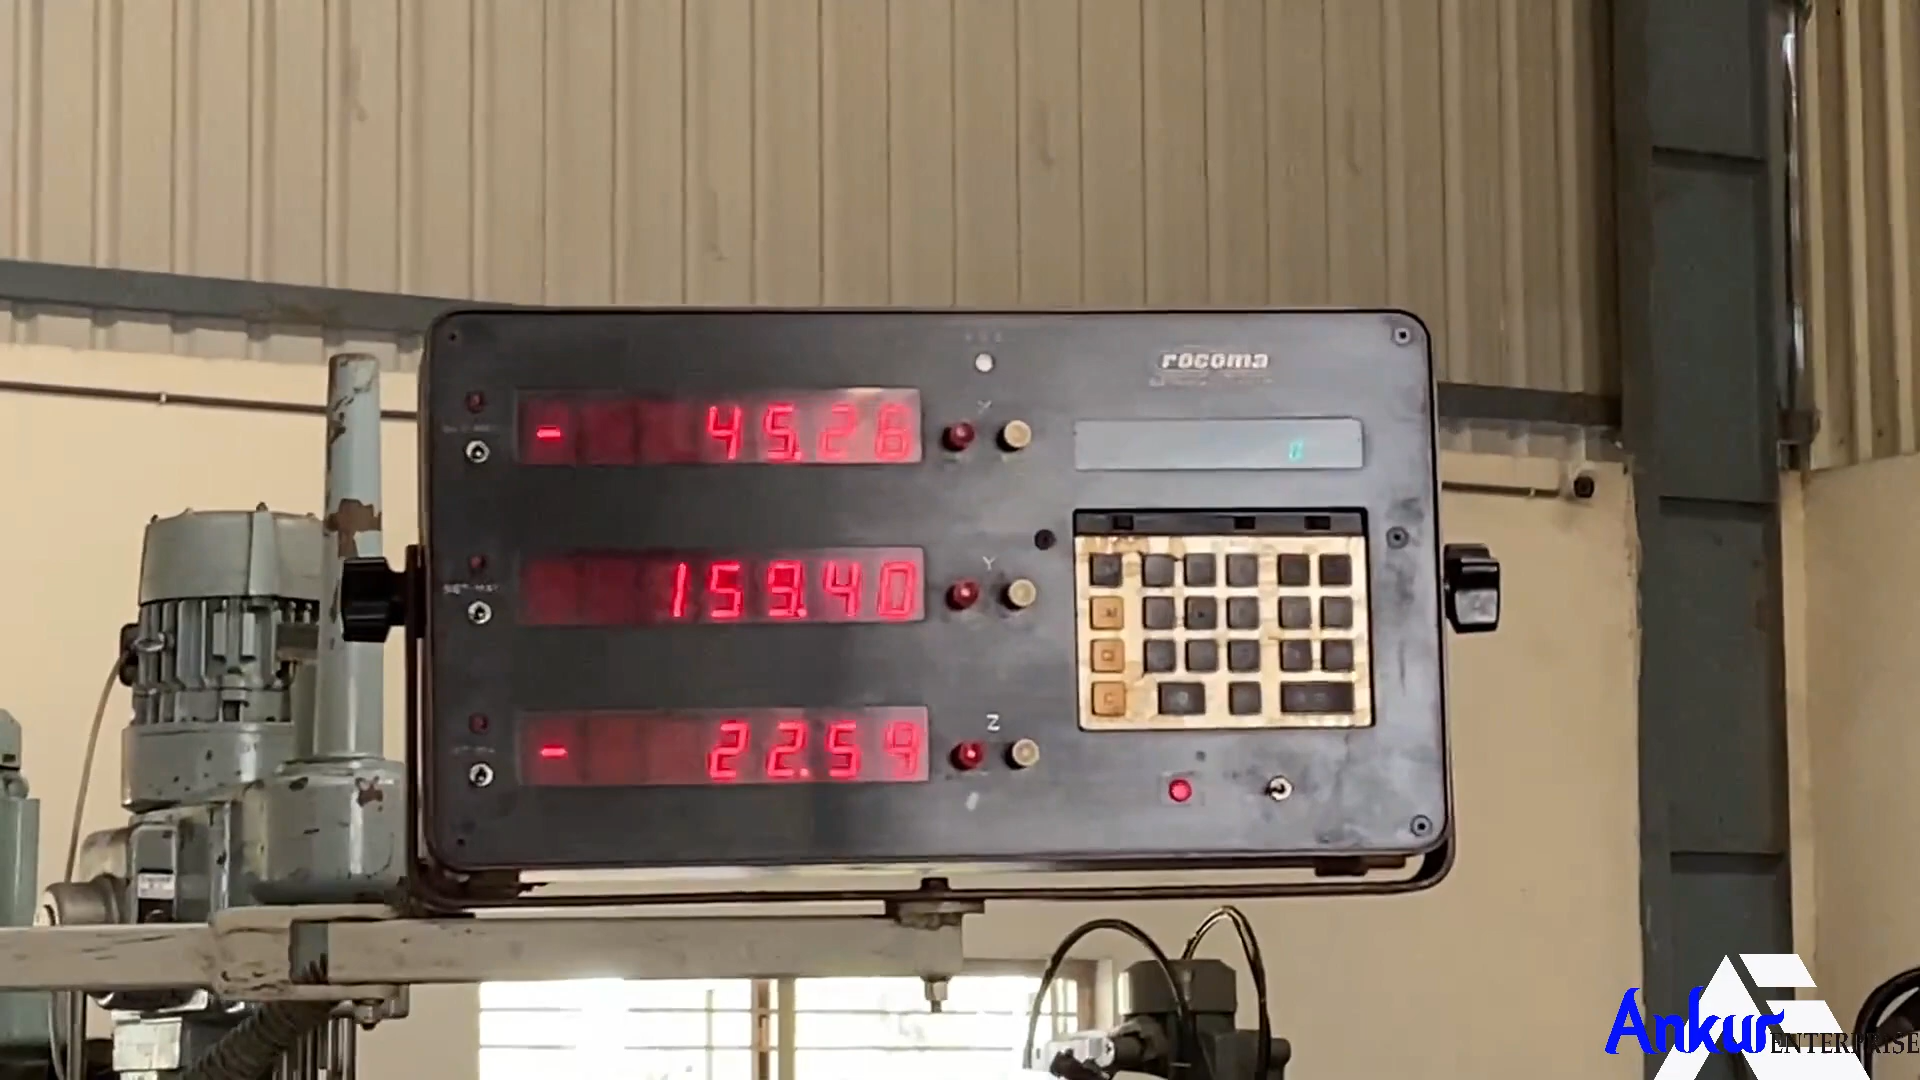 rocoma
X
- 45.26
0
Y
159.40
Z
- 22.59
Ankur
ENTERPRISE